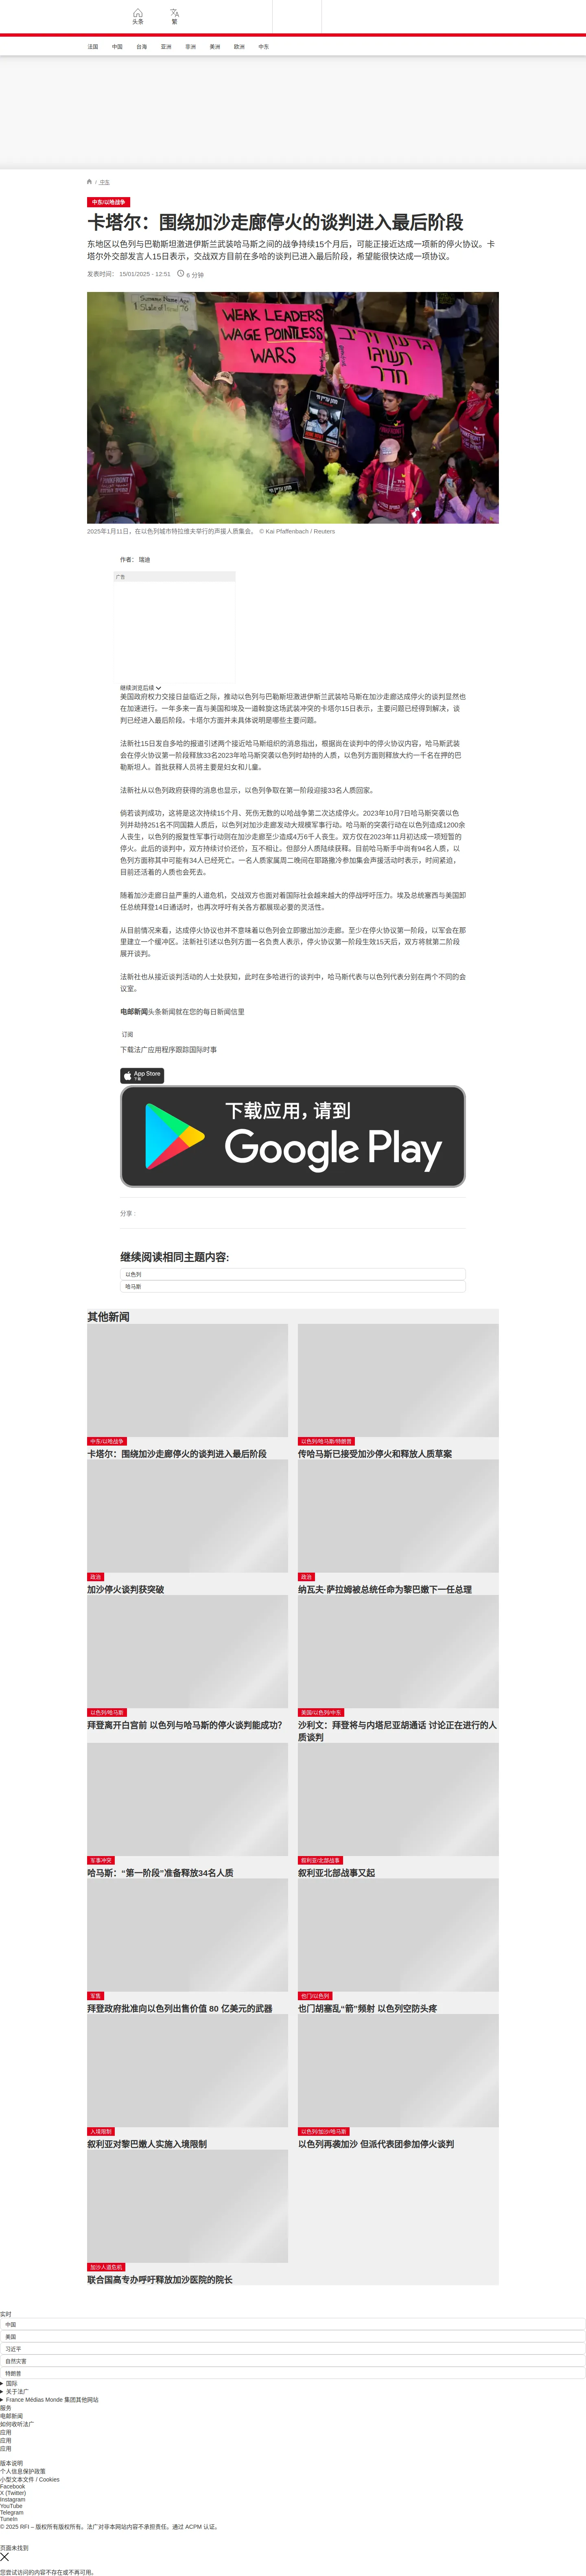 头条
繁
法国 中国 台海 亚洲 非洲 美洲 欧洲 中东
/ 中东
中东/以哈战争
卡塔尔：围绕加沙走廊停火的谈判进入最后阶段
东地区以色列与巴勒斯坦激进伊斯兰武装哈马斯之间的战争持续15个月后，可能正接近达成一项新的停火协议。卡
塔尔外交部发言人15日表示，交战双方目前在多哈的谈判已进入最后阶段，希望能很快达成一项协议。
发表时间： 15/01/2025 - 12:51 6 分钟
WEAK LEADERS
WAGE POINTLESS
WARS
2025年1月11日，在以色列城市特拉维夫举行的声援人质集会。 © Kai Pfaffenbach / Reuters
作者： 瑞迪
广告
继续浏览后续
美国政府权力交接日益临近之际，推动以色列与巴勒斯坦激进伊斯兰武装哈马斯在加沙走廊达成停火的谈判显然也
在加速进行。一年多来一直与美国和埃及一道斡旋这场武装冲突的卡塔尔15日表示，主要问题已经得到解决，谈
判已经进入最后阶段。卡塔尔方面并未具体说明是哪些主要问题。
法新社15日发自多哈的报道引述两个接近哈马斯组织的消息指出，根据尚在谈判中的停火协议内容，哈马斯武装
会在停火协议第一阶段释放33名2023年哈马斯突袭以色列时劫持的人质，以色列方面则释放大约一千名在押的巴
勒斯坦人。首批获释人员将主要是妇女和儿童。
法新社从以色列政府获得的消息也显示，以色列争取在第一阶段迎接33名人质回家。
倘若谈判成功，这将是这次持续15个月、死伤无数的以哈战争第二次达成停火。2023年10月7日哈马斯突袭以色
列并劫持251名不同国籍人质后，以色列对加沙走廊发动大规模军事行动。哈马斯的突袭行动在以色列造成1200余
人丧生，以色列的报复性军事行动则在加沙走廊至少造成4万6千人丧生。双方仅在2023年11月初达成一项短暂的
停火。此后的谈判中，双方持续讨价还价，互不相让。但部分人质陆续获释。目前哈马斯手中尚有94名人质，以
色列方面称其中可能有34人已经死亡。一名人质家属周二晚间在耶路撒冷参加集会声援活动时表示，时间紧迫，
目前还活着的人质也会死去。
随着加沙走廊日益严重的人道危机，交战双方也面对着国际社会越来越大的停战呼吁压力。埃及总统塞西与美国卸
任总统拜登14日通话时，也再次呼吁有关各方都展现必要的灵活性。
从目前情况来看，达成停火协议也并不意味着以色列会立即撤出加沙走廊。至少在停火协议第一阶段，以军会在那
里建立一个缓冲区。法新社引述以色列方面一名负责人表示，停火协议第一阶段生效15天后，双方将就第二阶段
展开谈判。
法新社也从接近谈判活动的人士处获知，此时在多哈进行的谈判中，哈马斯代表与以色列代表分别在两个不同的会
议室。
电邮新闻头条新闻就在您的每日新闻信里
订阅
下载法广应用程序跟踪国际时事
App Store
下载
下载应用，请到
Google Play
分享 :
继续阅读相同主题内容:
以色列
哈马斯
其他新闻
中东/以哈战争
卡塔尔：围绕加沙走廊停火的谈判进入最后阶段
以色列/哈马斯/特朗普
传哈马斯已接受加沙停火和释放人质草案
政治
加沙停火谈判获突破
政治
纳瓦夫·萨拉姆被总统任命为黎巴嫩下一任总理
以色列/哈马斯
拜登离开白宫前 以色列与哈马斯的停火谈判能成功？
美国/以色列/中东
沙利文：拜登将与内塔尼亚胡通话 讨论正在进行的人
质谈判
军事冲突
哈马斯：“第一阶段”准备释放34名人质
叙利亚/北部战事
叙利亚北部战事又起
军售
拜登政府批准向以色列出售价值 80 亿美元的武器
也门/以色列
也门胡塞乱“箭”频射 以色列空防头疼
入境限制
叙利亚对黎巴嫩人实施入境限制
以色列/加沙/哈马斯
以色列再袭加沙 但派代表团参加停火谈判
加沙人道危机
联合国高专办呼吁释放加沙医院的院长
实时
中国
美国
习近平
自然灾害
特朗普
国际
关于法广
France Médias Monde 集团其他网站
服务
电邮新闻
如何收听法广
应用
应用
应用
版本说明
个人信息保护政策
小型文本文件 / Cookies
Facebook
X (Twitter)
Instagram
YouTube
Telegram
TuneIn
© 2025 RFI – 版权所有版权所有。法广对非本网站内容不承担责任。通过 ACPM 认证。
页面未找到
您尝试访问的内容不存在或不再可用。